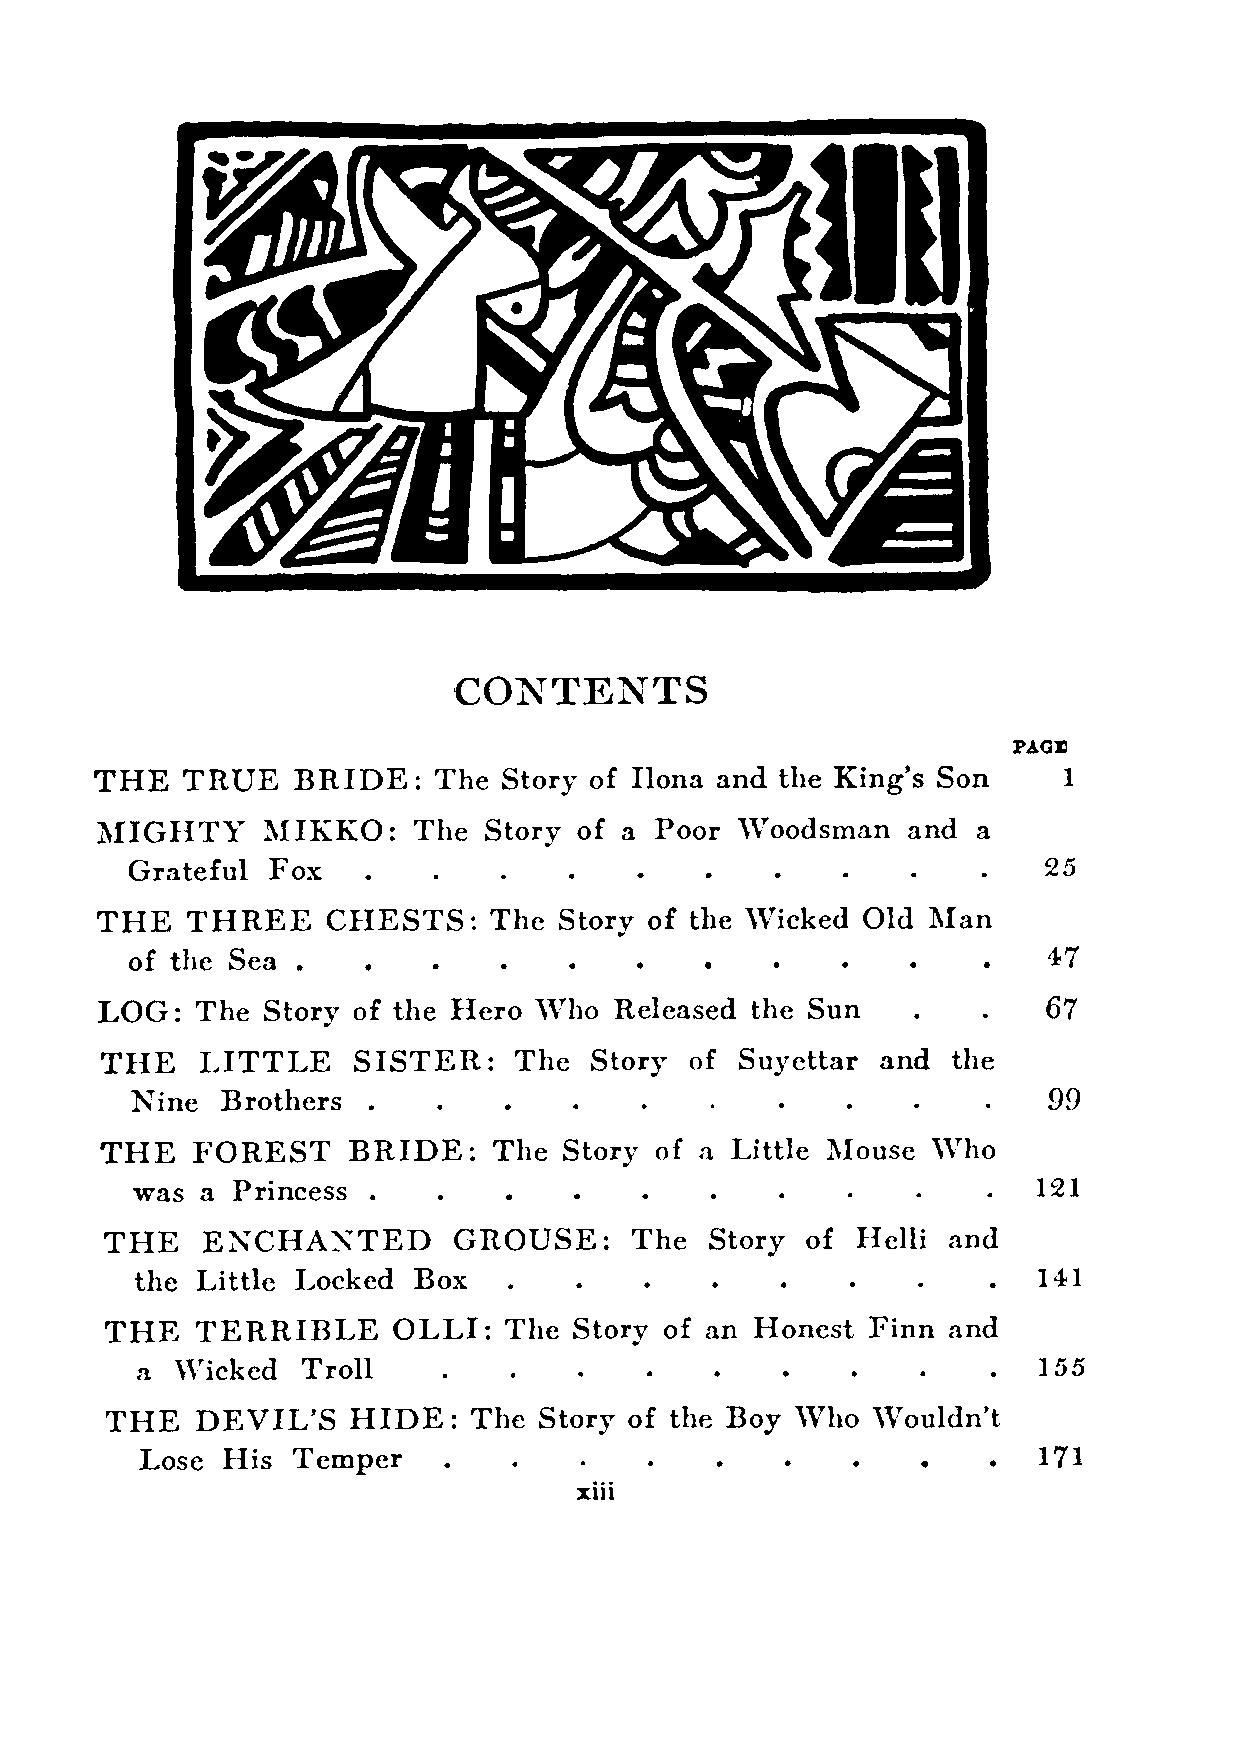 CONTENTS
PAGE
THE TRUE BRIDE: The Story of Ilona and the King's Son 1
MIGHTY MIKKO: The Story of a Poor Woodsman and a
Grateful Fox . . . . . . . . . . 25
THE THREE CHESTS: The Story of the Wicked Old Man
of the Sea . . . . . . . . . . . 47
LOG: The Story of the Hero Who Released the Sun . . 67
THE LITTLE SISTER: The Story of Suyettar and the
Nine Brothers . . . . . . . . . . 99
THE FOREST BRIDE: The Story of a Little Mouse Who
was a Princess . . . . . . . . . . 121
THE ENCHANTED GROUSE: The Story of Helli and
the Little Locked Box . . . . . . . . 141
THE TERRIBLE OLLI: The Story of an Honest Finn and
a Wicked Troll . . . . . . . . . 155
THE DEVIL'S HIDE: The Story of the Boy Who Wouldn't
Lose His Temper . . . . . . . . . 171
xiii